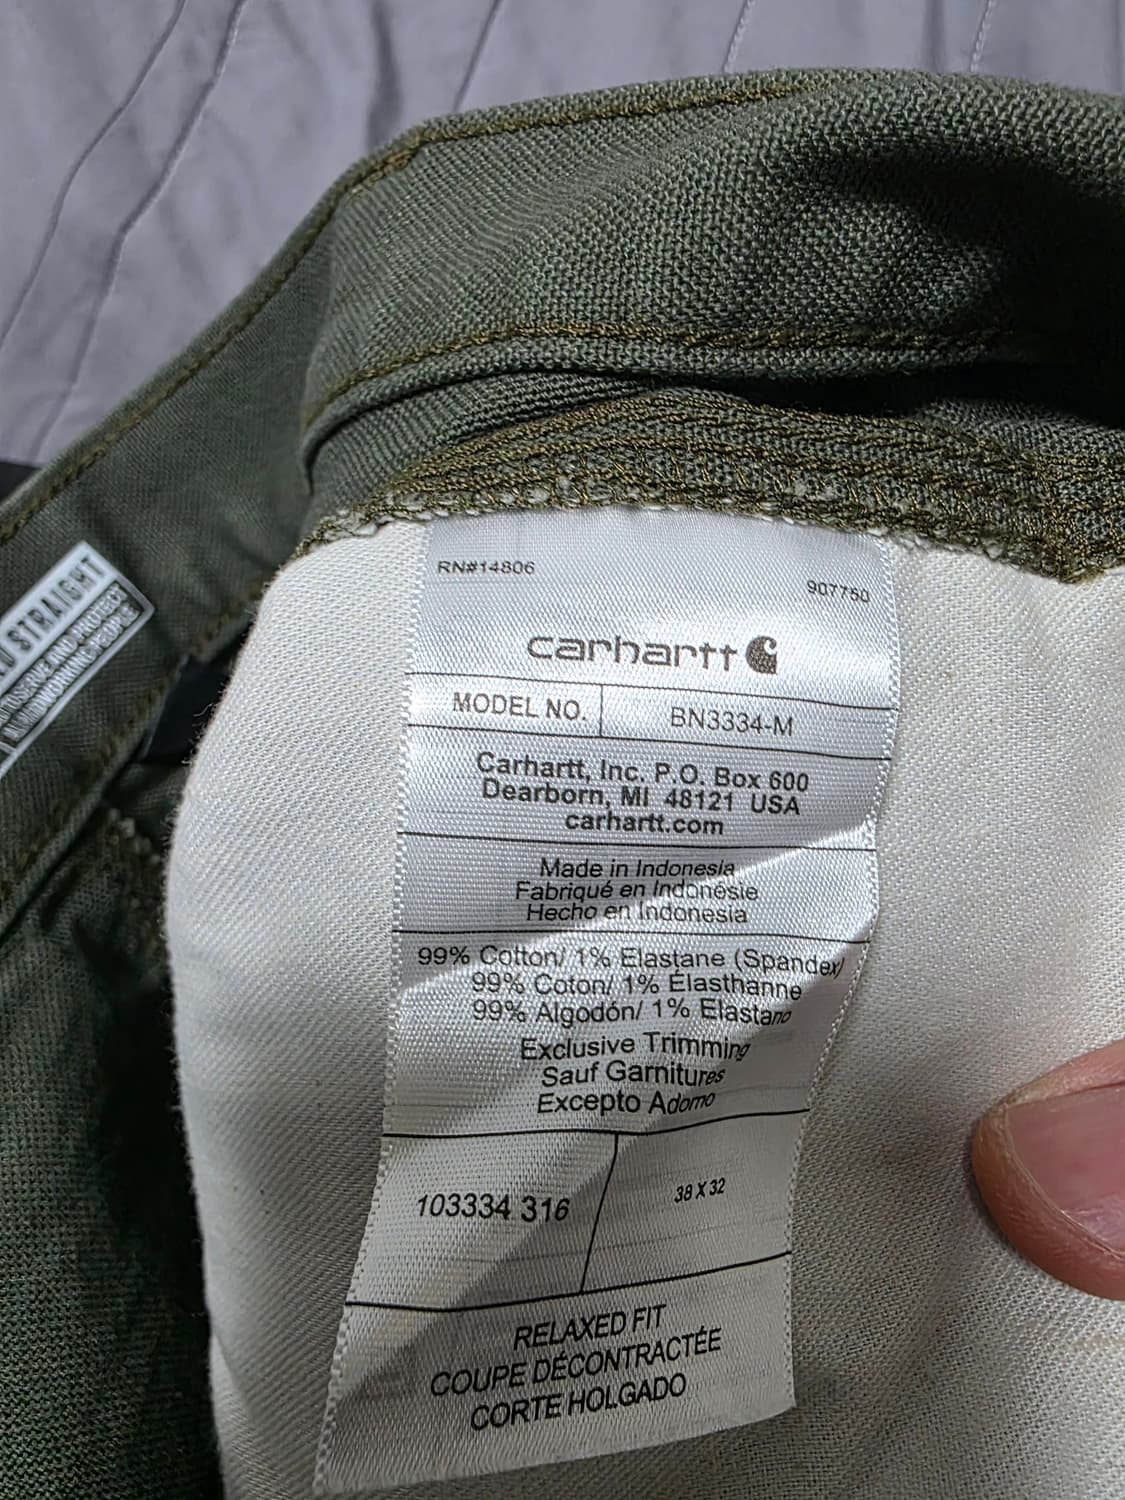 STRAIGHT
RN#14806
907750
carhartt
MODEL NO.
BN3334-M
Carhartt, Inc. P.O. Box 600
Dearborn, MI 48121 USA
carhartt.com
Made in Indonesia
Fabriqué en Indonésie
Hecho en Indonesia
99% Cotton/ 1% Elastane (Spandex)
99% Coton/ 1% Élasthanne
99% Algodón/ 1% Elastano
Exclusive Trimming
Sauf Garnitures
Excepto Adorno
103334 316
38 X 32
RELAXED FIT
COUPE DÉCONTRACTÉE
CORTE HOLGADO